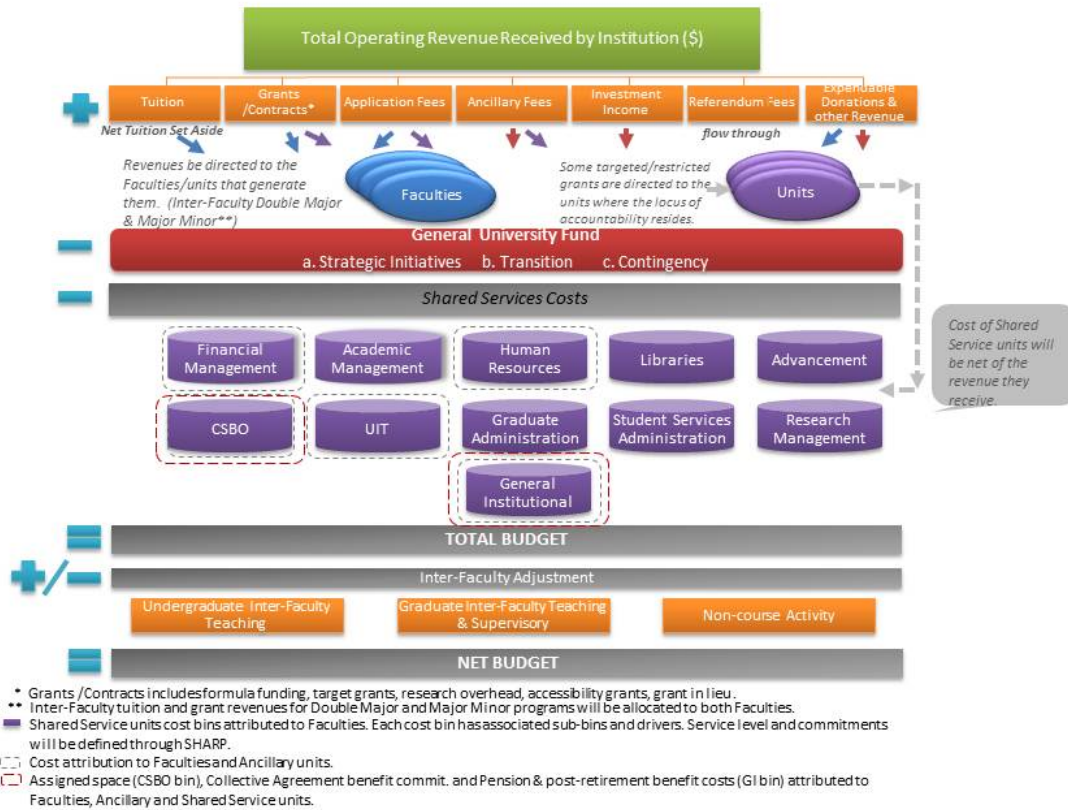 Total Operating Revenue Received by Institution ($)
Tuition
Grants
/Contracts*
Application Fees
Ancillary Fees
Investment
Income
Referendum Fees
Expendable
Donations &
other Revenue
Net Tuition Set Aside
flow through
Revenues be directed to the
Faculties/units that generate
them. (Inter-Faculty Double Major
& Major Minor**)
Faculties
Some targeted/restricted
grants are directed to the
units where the locus of
accountability resides.
Units
General University Fund
a. Strategic Initiatives b. Transition c. Contingency
Shared Services Costs
Financial
Management
Academic
Management
Human
Resources
Libraries
Advancement
Cost of Shared
Service units will
be net of the
revenue they
receive.
CSBO
UIT
Graduate
Administration
Student Services
Administration
Research
Management
General
Institutional
TOTAL BUDGET
Inter-Faculty Adjustment
Undergraduate Inter-Faculty
Teaching
Graduate Inter-Faculty Teaching
& Supervisory
Non-course Activity
NET BUDGET
* Grants /Contracts includes formula funding, target grants, research overhead, accessibility grants, grant in lieu.
** Inter-Faculty tuition and grant revenues for Double Major and Major Minor programs will be allocated to both Faculties.
Shared Service units cost bins attributed to Faculties. Each cost bin has associated sub-bins and drivers. Service level and commitments
will be defined through SHARP.
Cost attribution to Faculties and Ancillary units.
Assigned space (CSBO bin), Collective Agreement benefit commit. and Pension & post-retirement benefit costs (GI bin) attributed to
Faculties, Ancillary and Shared Service units.